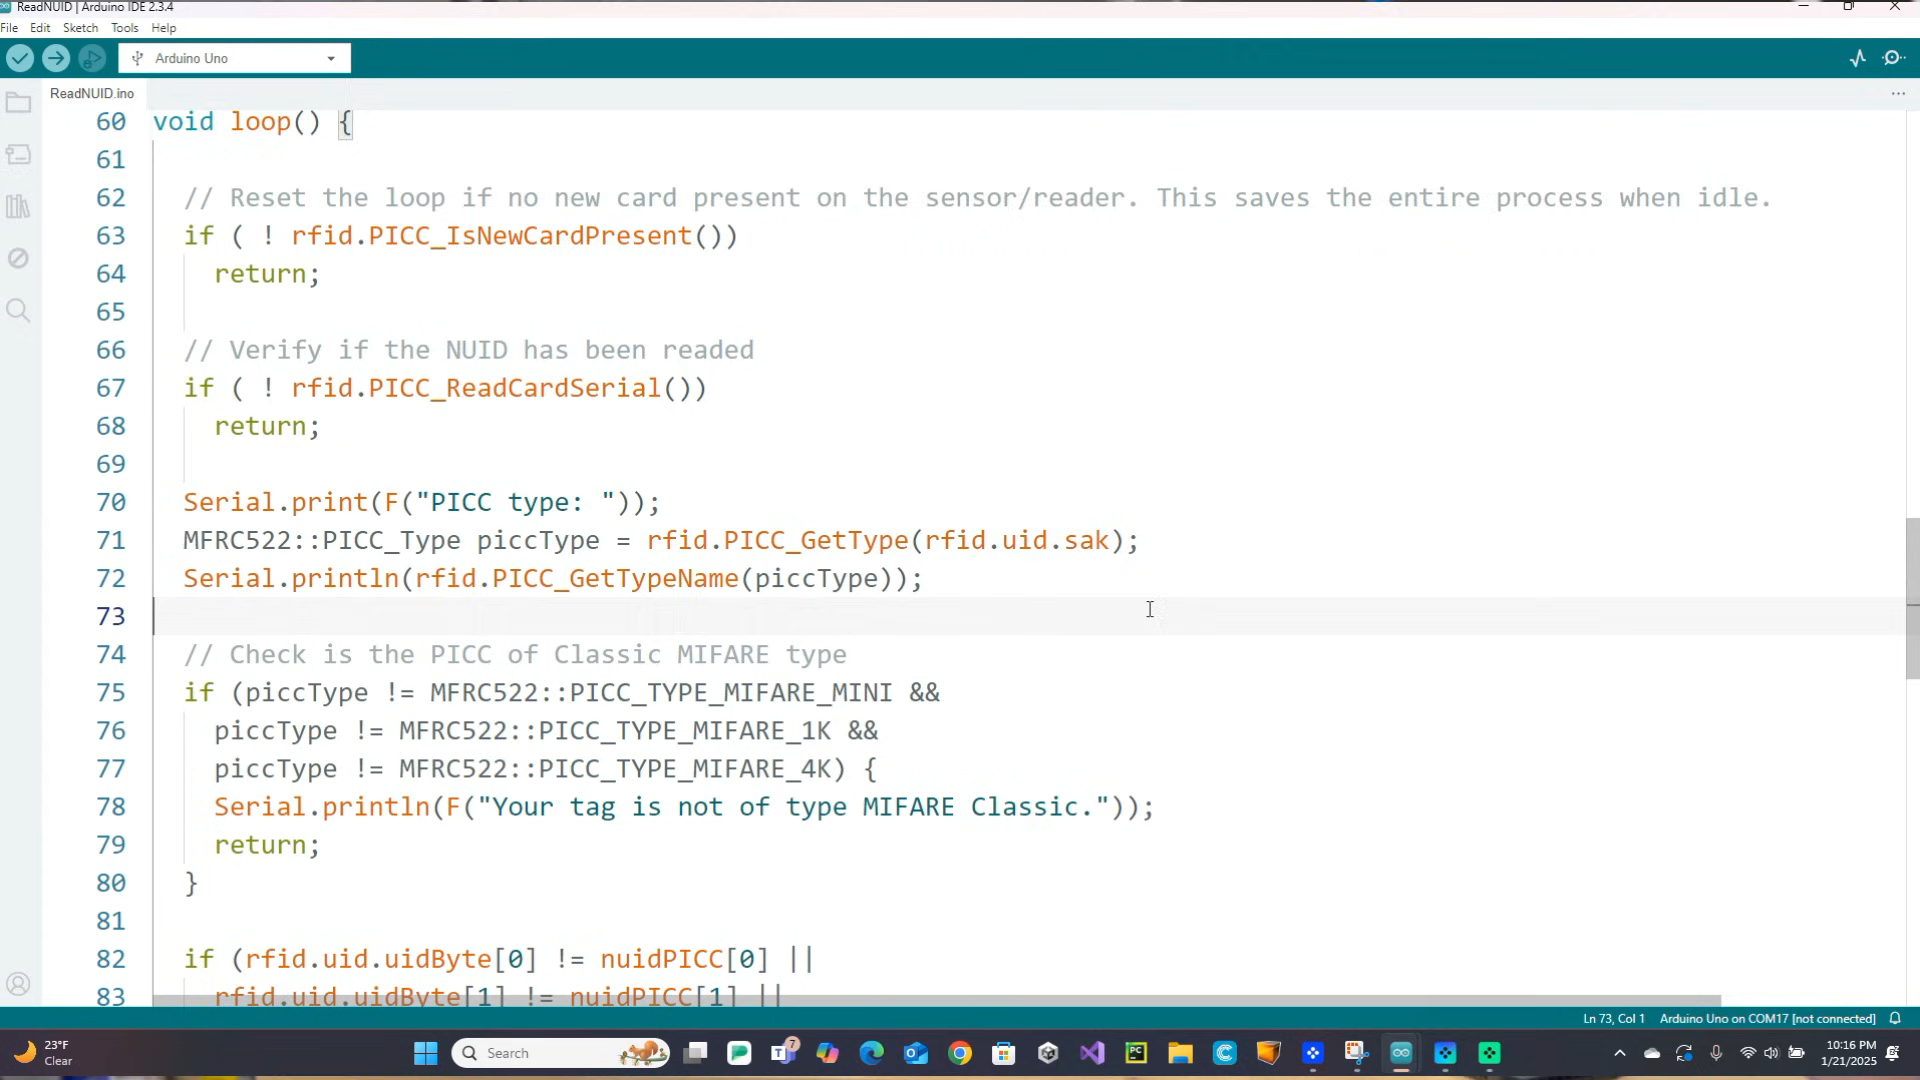 ReadNUID | Arduino IDE 2.3.4
File Edit Sketch Tools Help
Arduino Uno
ReadNUID.ino
60 void loop() {
61
62 // Reset the loop if no new card present on the sensor/reader. This saves the entire process when idle.
63 if ( ! rfid.PICC_IsNewCardPresent())
64 return;
65
66 // Verify if the NUID has been readed
67 if ( ! rfid.PICC_ReadCardSerial())
68 return;
69
70 Serial.print(F("PICC type: "));
71 MFRC522::PICC_Type piccType = rfid.PICC_GetType(rfid.uid.sak);
72 Serial.println(rfid.PICC_GetTypeName(piccType));
73
74 // Check is the PICC of Classic MIFARE type
75 if (piccType != MFRC522::PICC_TYPE_MIFARE_MINI &&
76 piccType != MFRC522::PICC_TYPE_MIFARE_1K &&
77 piccType != MFRC522::PICC_TYPE_MIFARE_4K) {
78 Serial.println(F("Your tag is not of type MIFARE Classic."));
79 return;
80 }
81
82 if (rfid.uid.uidByte[0] != nuidPICC[0] ||
83 rfid.uid.uidByte[1] != nuidPICC[1] ||
Ln 73, Col 1 Arduino Uno on COM17 [not connected]
23°F
Clear
Search
7
PC
10:16 PM
1/21/2025